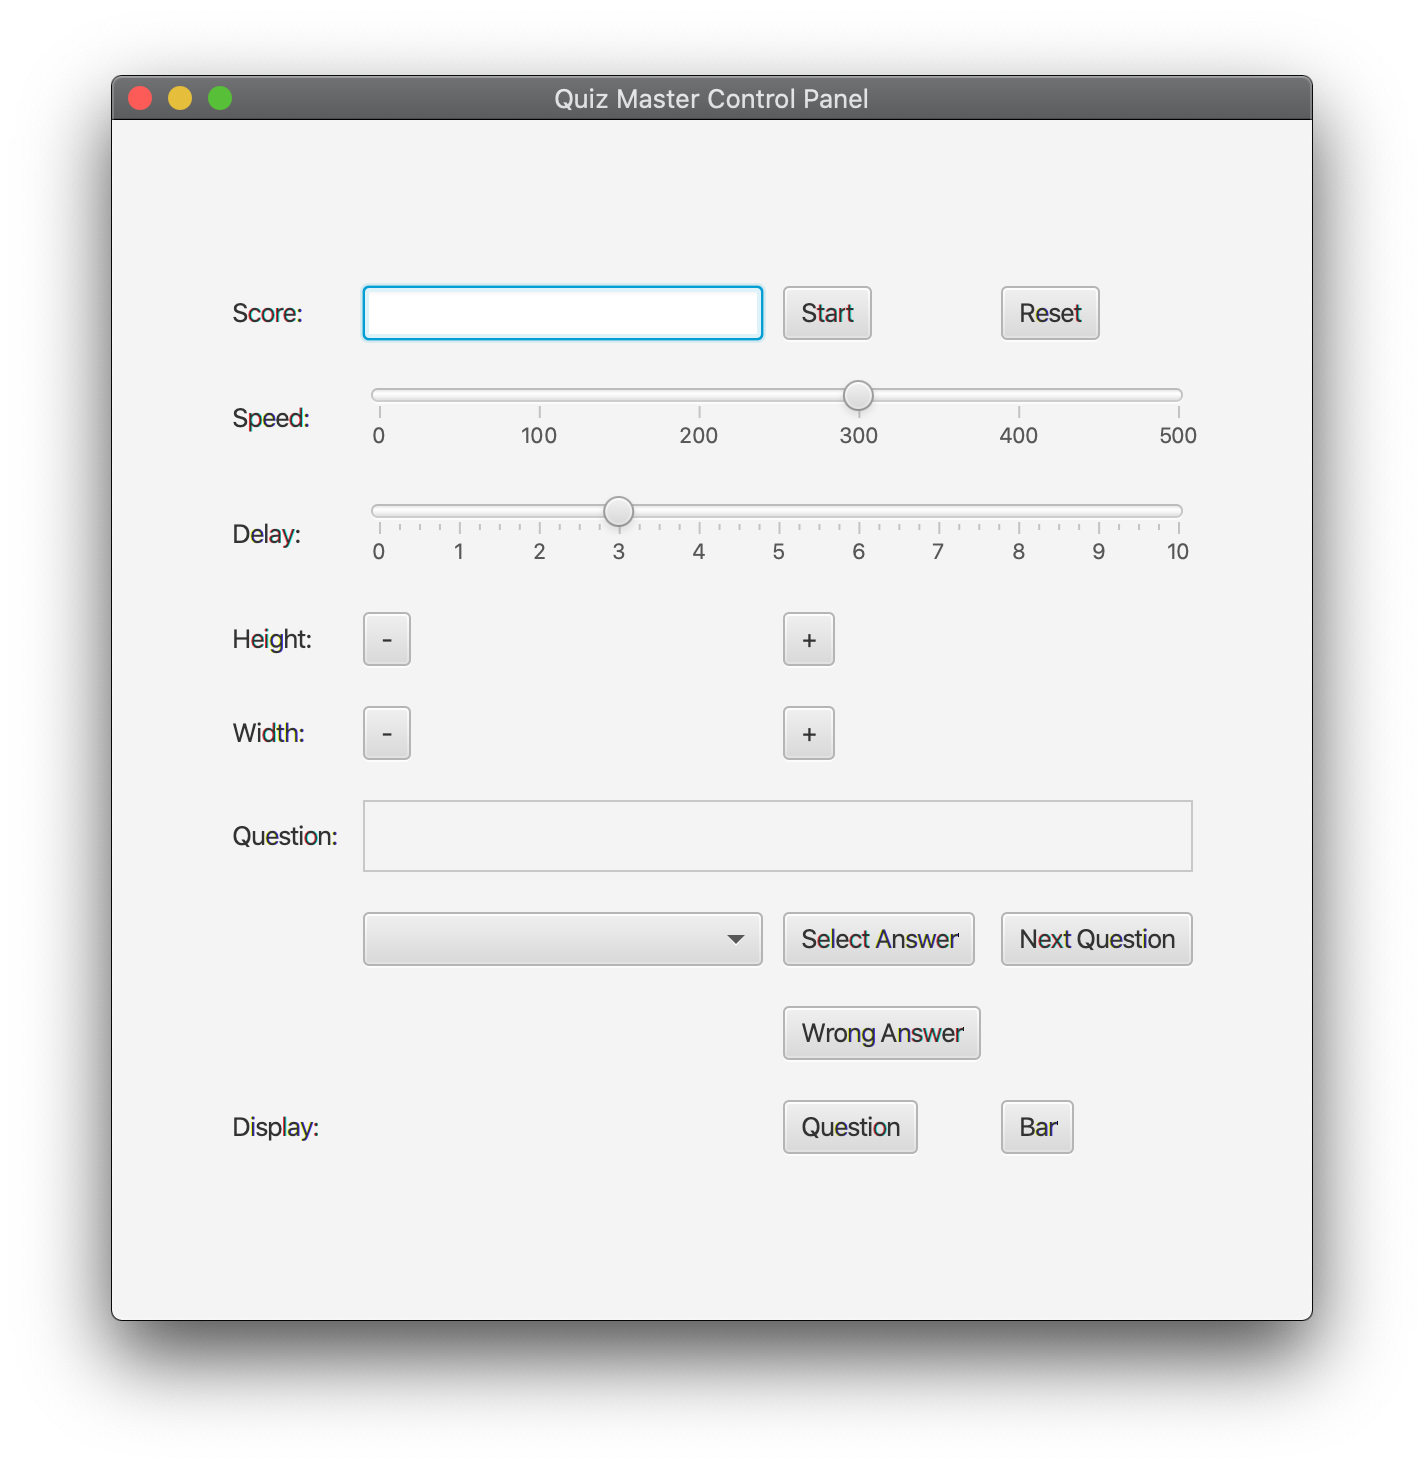 Quiz Master Control Panel
Score: Start Reset
Speed:
0 100 200 300 400 500
Delay:
0 1 2 3 4 5 6 7 8 9 10
Height: - +
Width: - +
Question:
Select Answer Next Question
Wrong Answer
Display: Question Bar